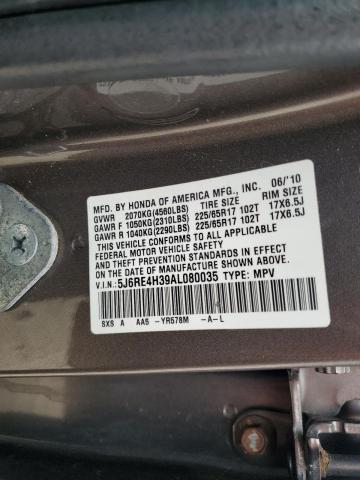 MFD. BY HONDA OF AMERICA MFG., INC. 06/'10
GVWR 2070KG(4560LBS) TIRE SIZE RIM SIZE
GAWR F 1050KG(2310LBS) 225/65R17 102T 17X6.5J
GAWR R 1040KG(2290LBS) 225/65R17 102T 17X6.5J
THIS VEHICLE CONFORMS TO ALL APPLICABLE
FEDERAL MOTOR VEHICLE SAFETY
STANDARDS IN EFFECT ON THE
DATE OF MANUFACTURE SHOWN ABOVE.
V.I.N.: 5J6RE4H39AL080035 TYPE: MPV
SXS A AA5 -YR578M -A-L